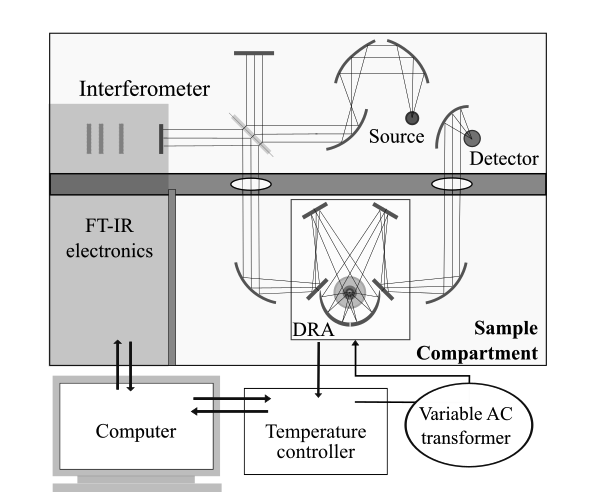 Interferometer
Source
Detector
FT-IR
electronics
DRA
Sample
Compartment
Computer
Temperature
controller
Variable AC
transformer